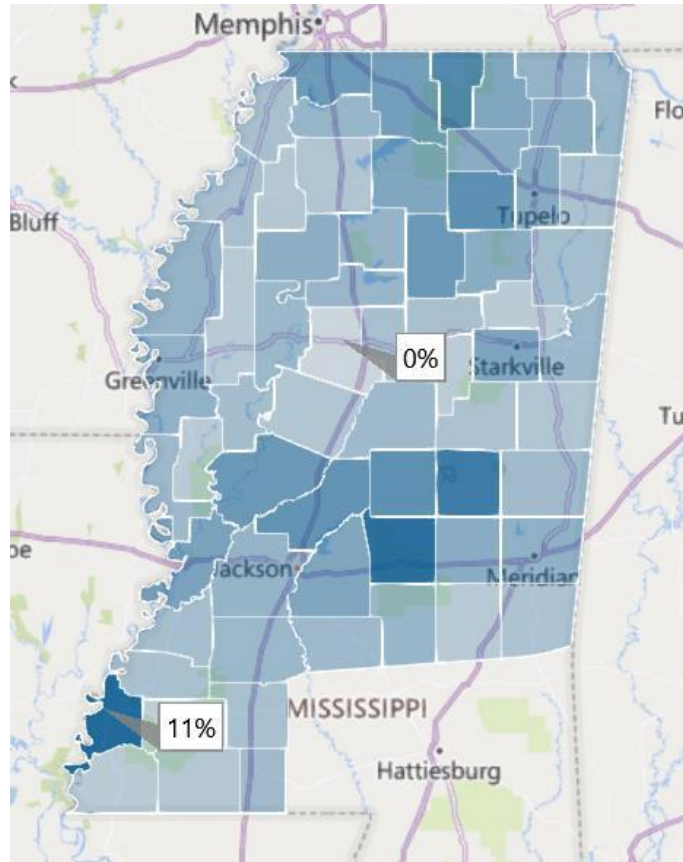 Memphis
Flo
Bluff
Tupelo
0%
Starkville
Greenville
Tu
Jackson
Meridian
11%
MISSISSIPPI
Hattiesburg